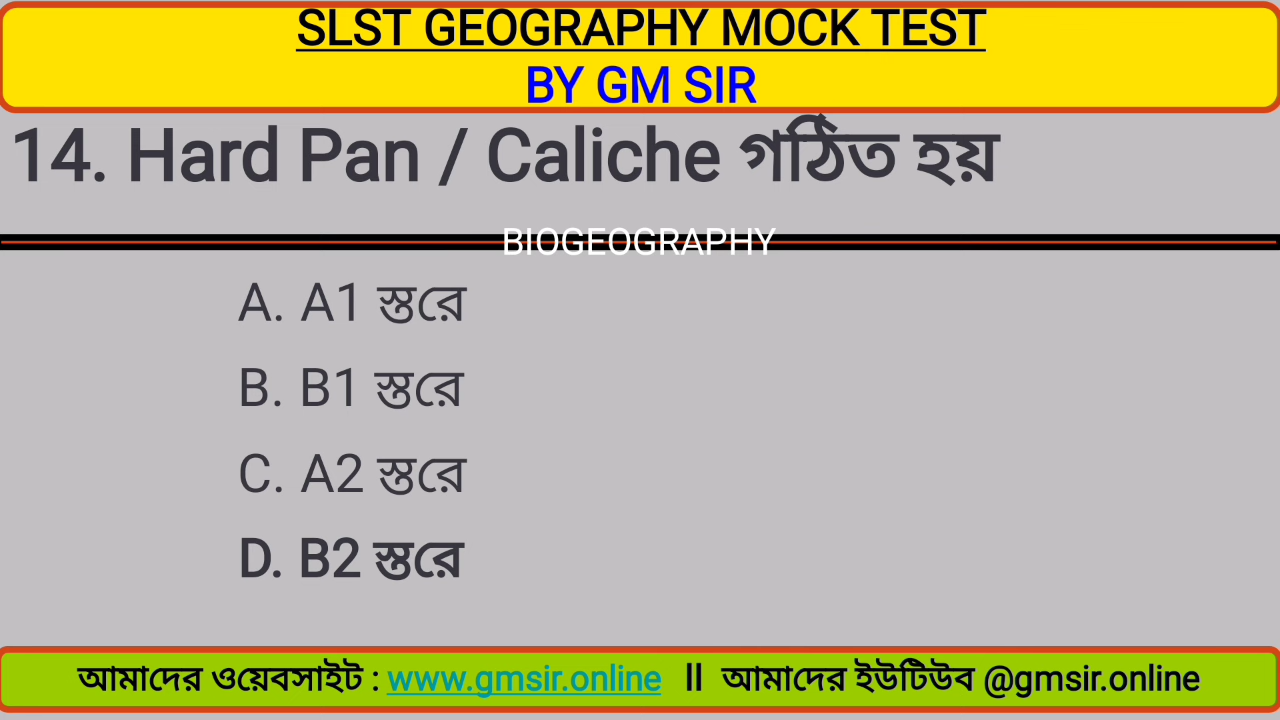 SLST GEOGRAPHY MOCK TEST
BY GM SIR
14. Hard Pan / Caliche গঠিত হয়
BIOGEOGRAPHY
A. A1 স্তরে
B. B1 স্তরে
C. A2 স্তরে
D. B2 স্তরে
আমাদের ওয়েবসাইট : www.gmsir.online ll আমাদের ইউটিউব @gmsir.online